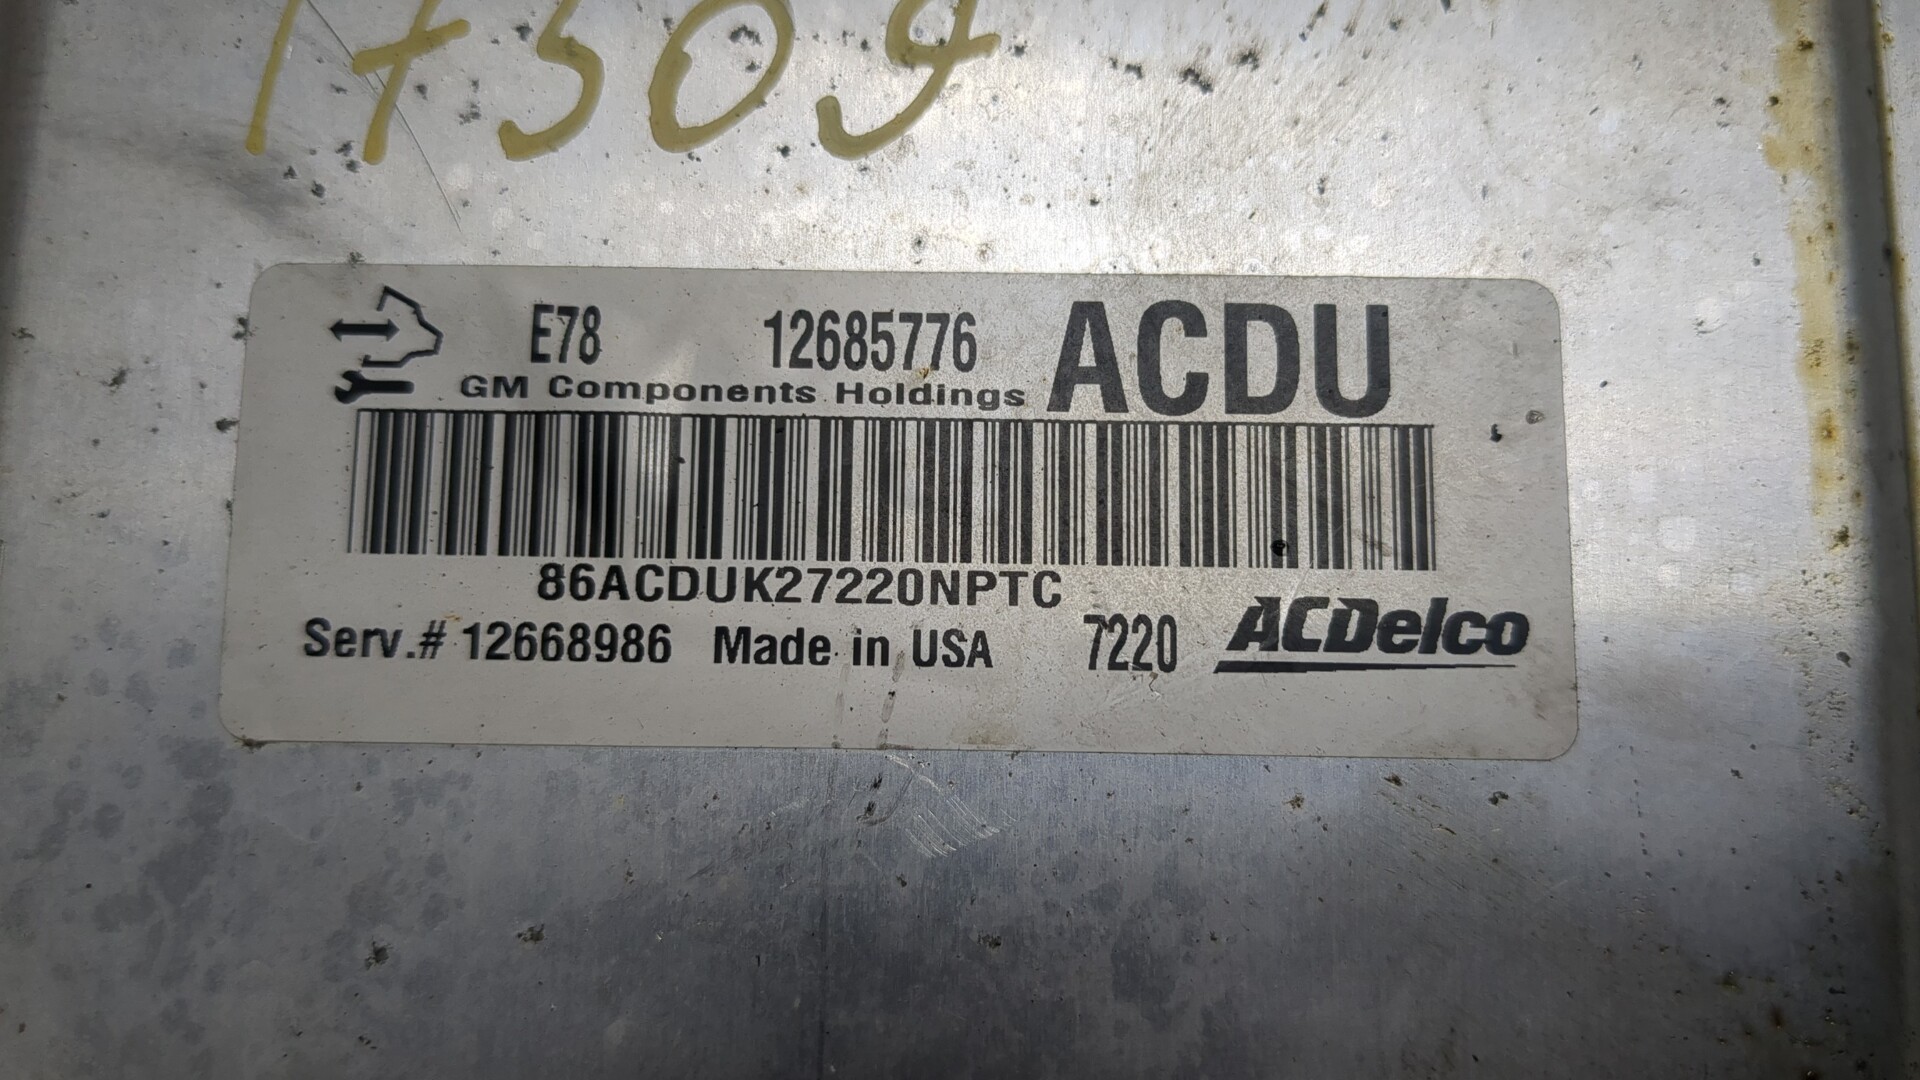 17309
E78 12685776 ACDU
GM Components Holdings
86ACDUK27220NPTC
Serv.# 12668986 Made in USA 7220 ACDelco